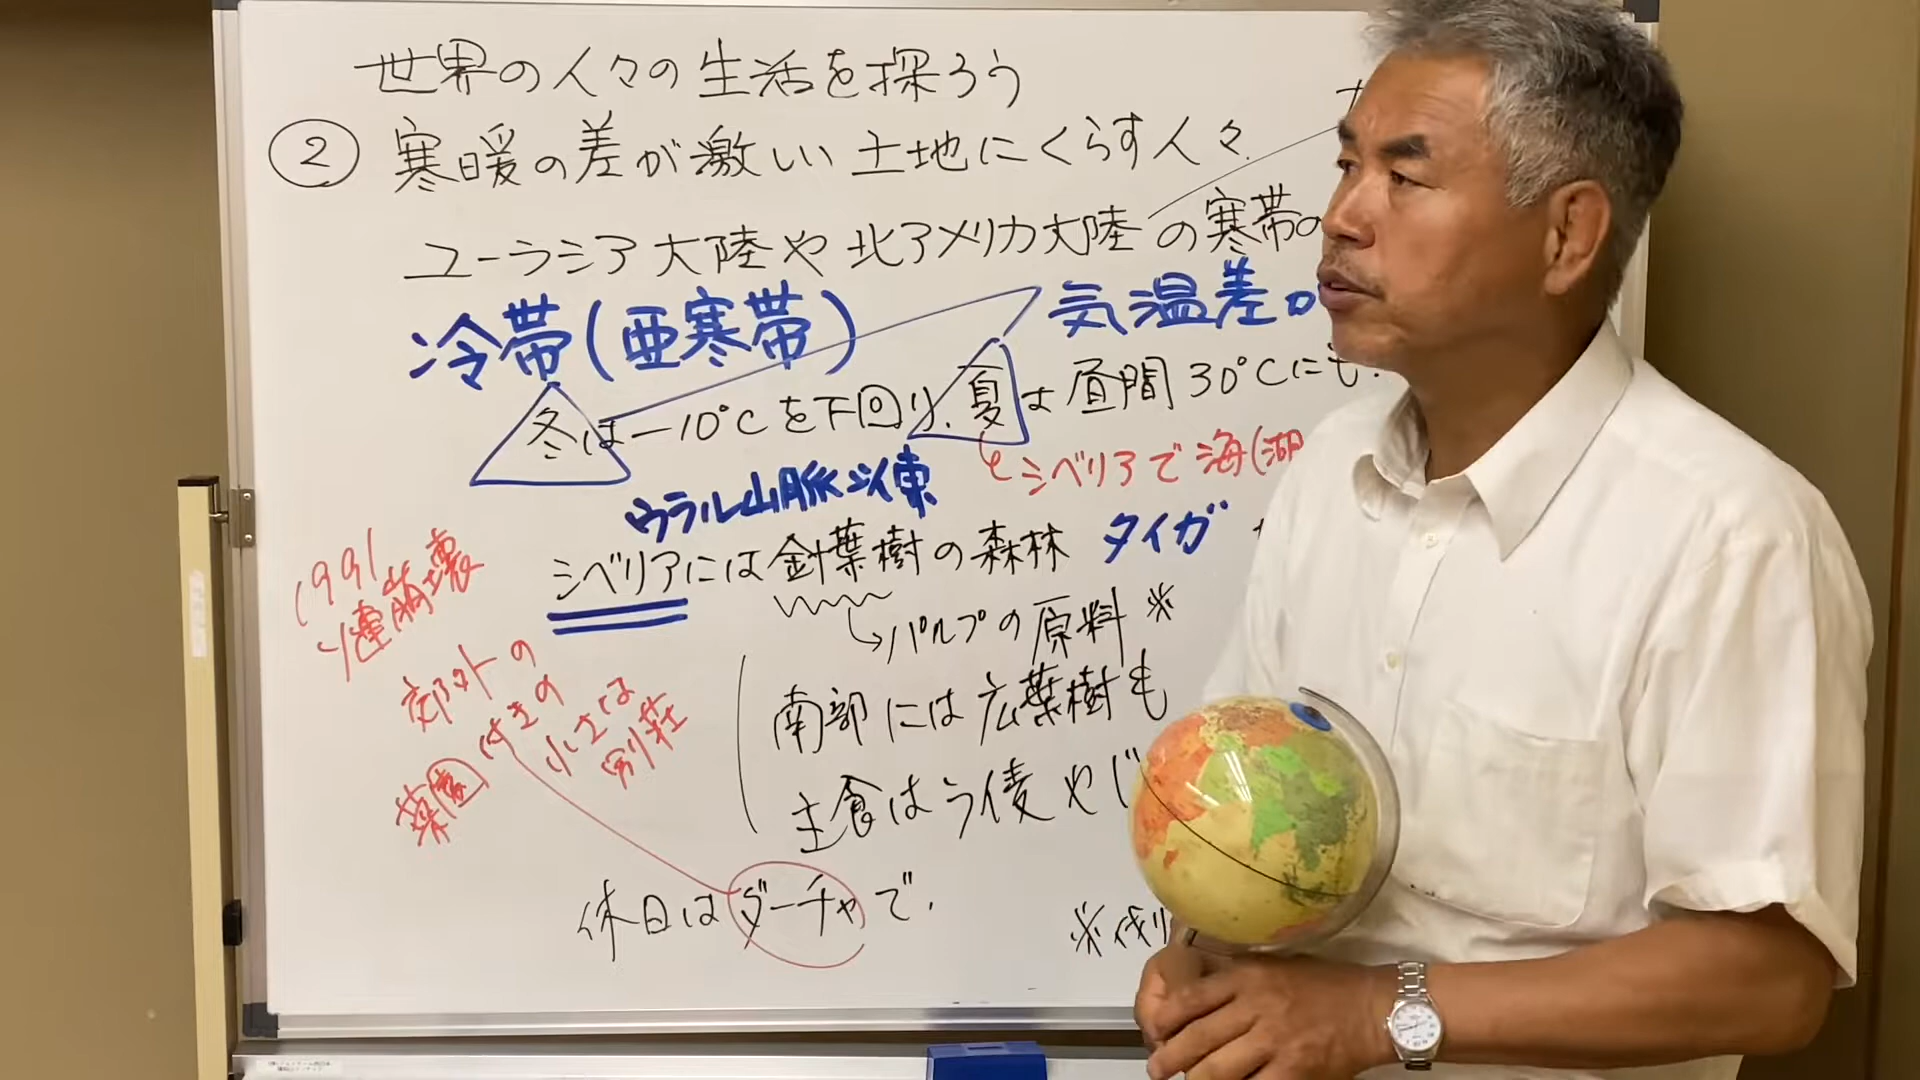 世界の人々の生活を探ろう
② 寒暖の差が激しい土地にくらす人々
ユーラシア大陸や北アメリカ大陸の寒帯の
冷帯(亜寒帯) 気温差が
冬は-10℃を下回り、夏は昼間30℃にも
シベリアで海(湖
ウラル山脈以東
シベリアには針葉樹の森林 タイガ
→パルプの原料 ※
南部には広葉樹も
主食はう麦やじ
休日はダーチャで.
※伐り
1991
ソ連崩壊
郊外の
菜園付きの
小さな
別荘